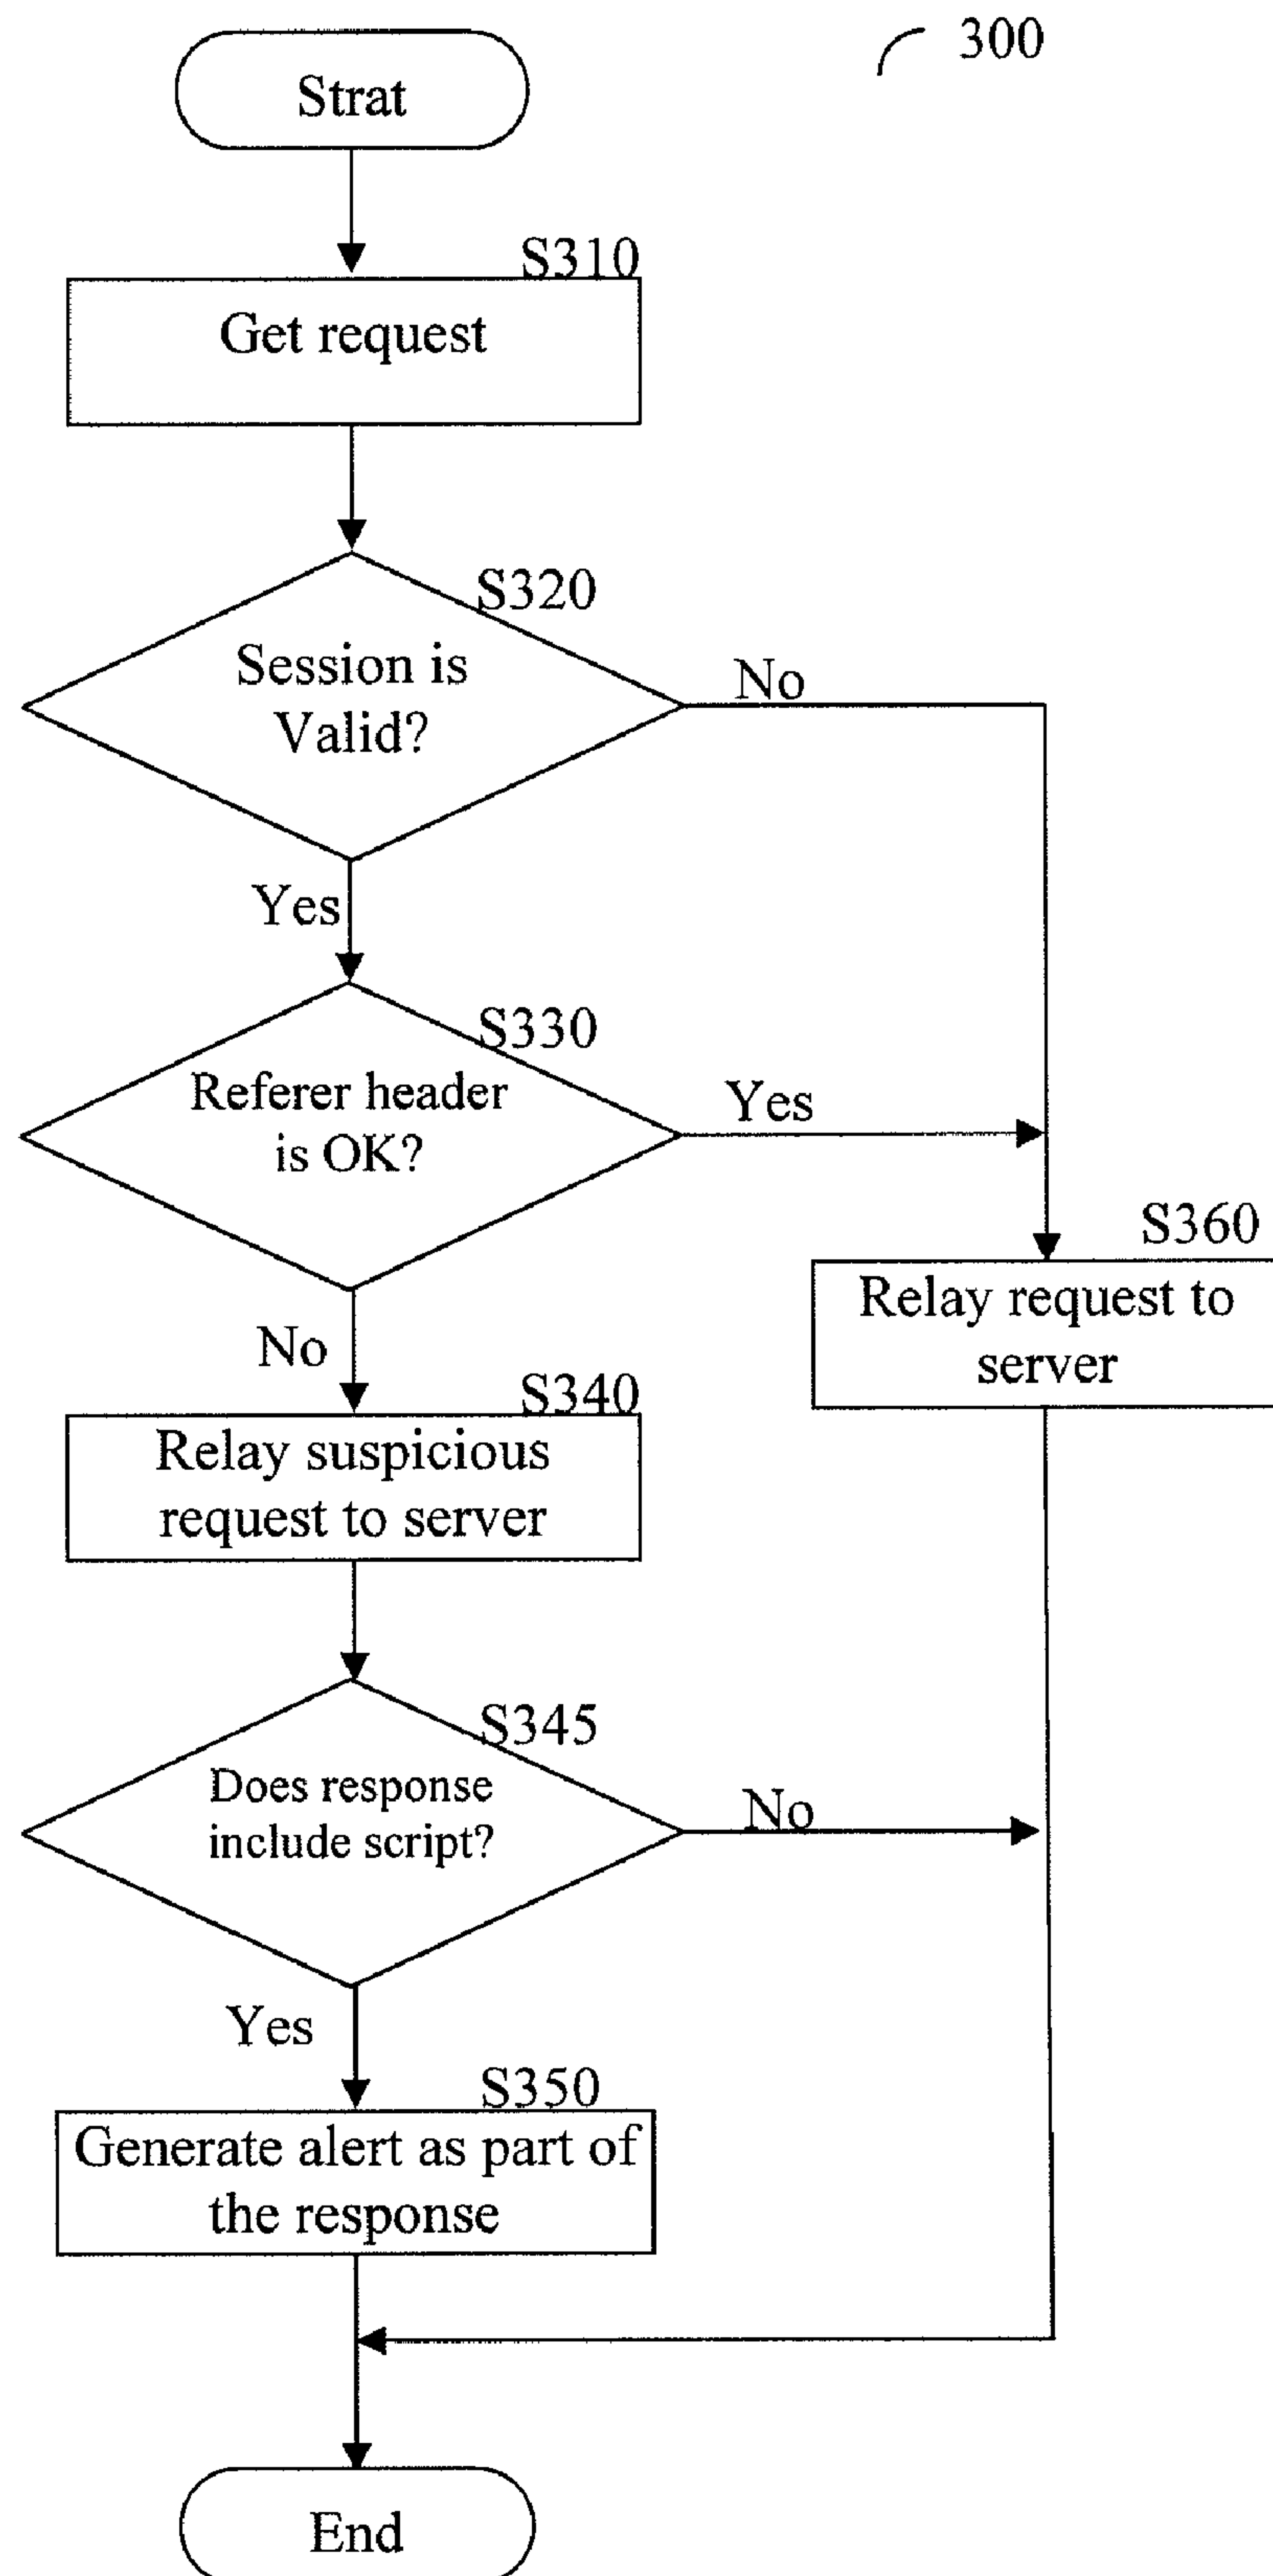 300
Strat
S310
Get request
S320
Session is
Valid?
No
Yes
S330
Referer header
is OK?
Yes
No
S360
Relay request to
server
S340
Relay suspicious
request to server
S345
Does response
include script?
No
Yes
S350
Generate alert as part of
the response
End